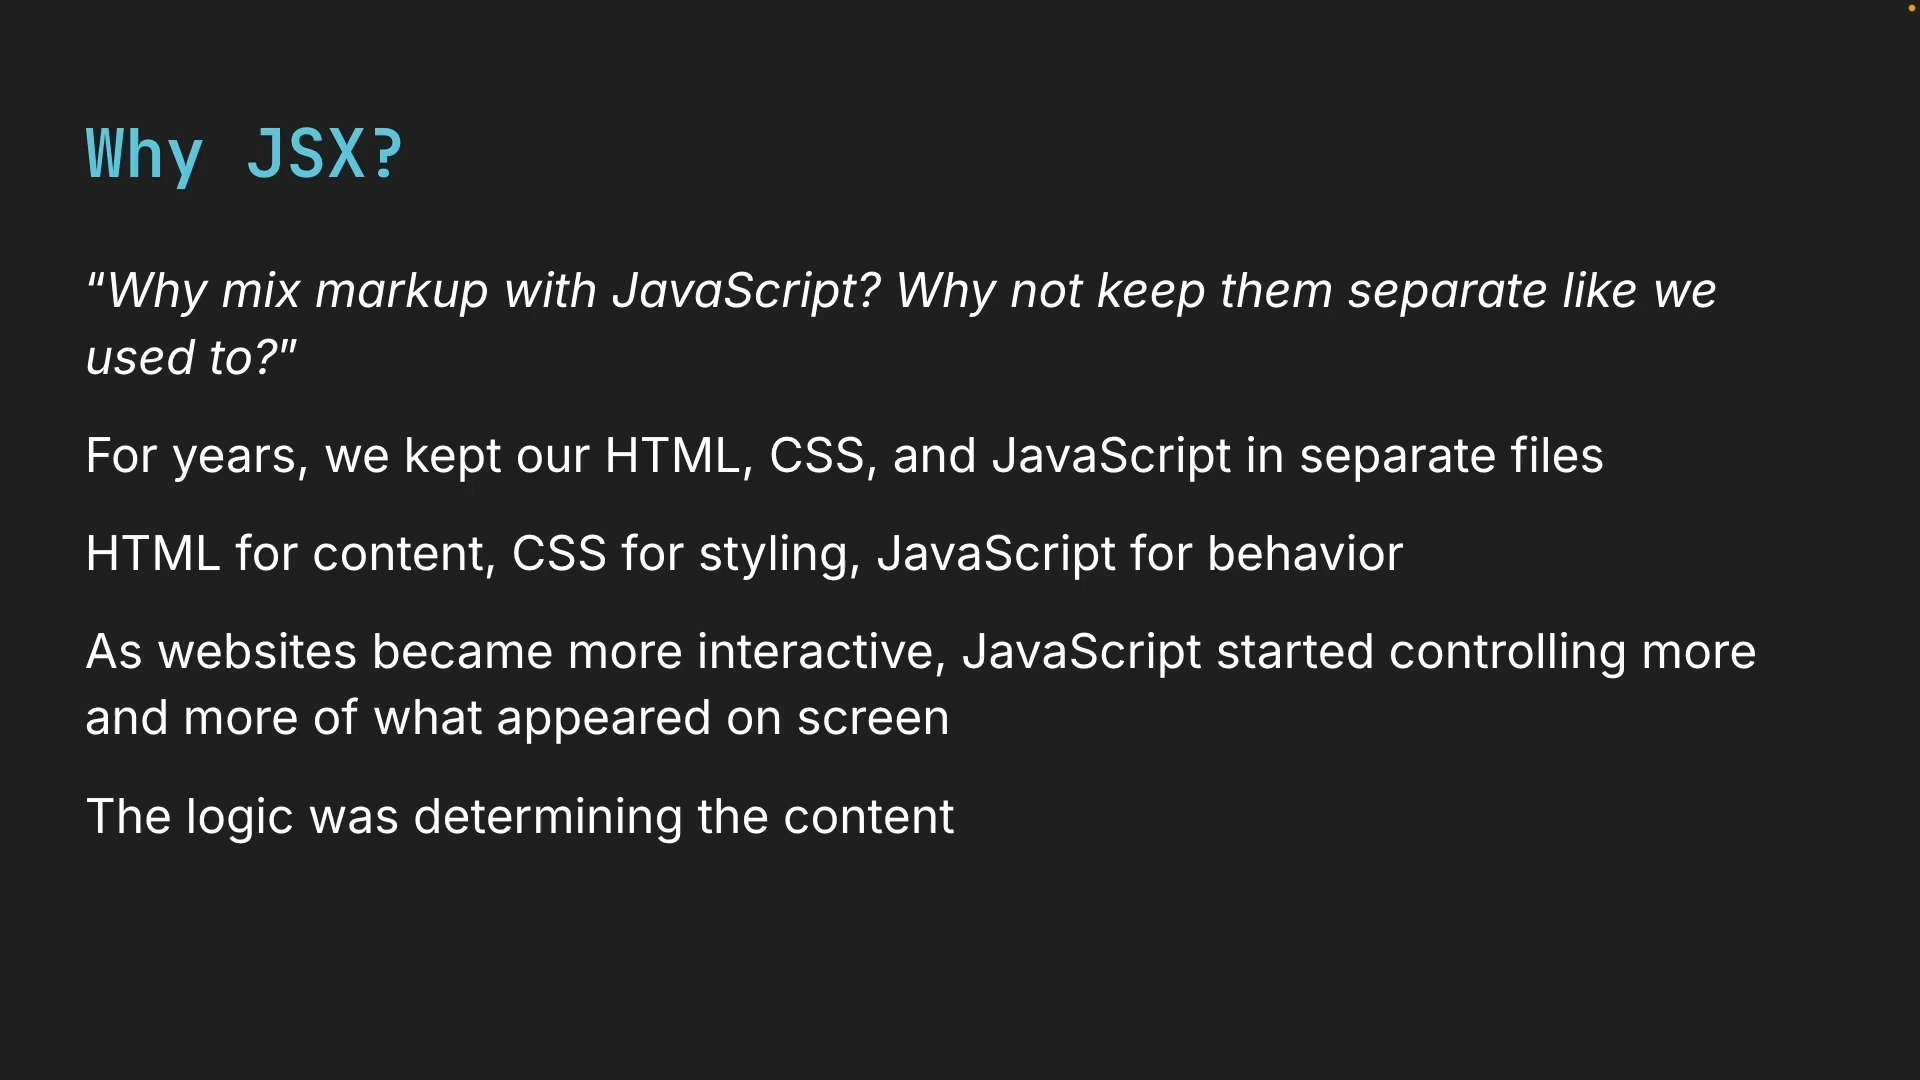 Why JSX?
“Why mix markup with JavaScript? Why not keep them separate like we
used to?”
For years, we kept our HTML, CSS, and JavaScript in separate files
HTML for content, CSS for styling, JavaScript for behavior
As websites became more interactive, JavaScript started controlling more
and more of what appeared on screen
The logic was determining the content